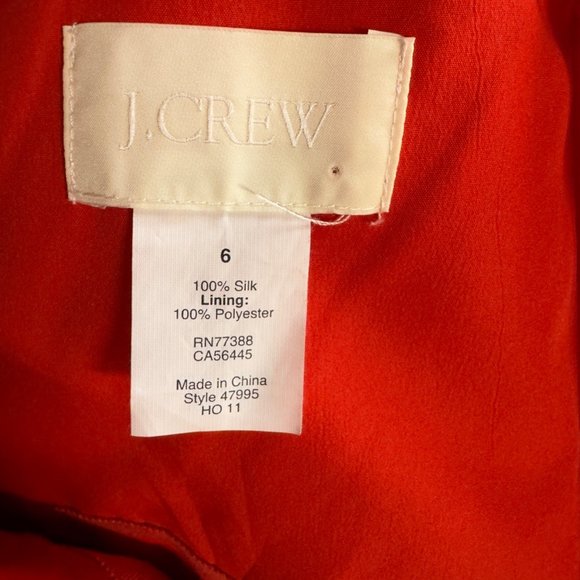 J.CREW
6
100% Silk
Lining:
100% Polyester
RN77388
CA56445
Made in China
Style 47995
HO 11